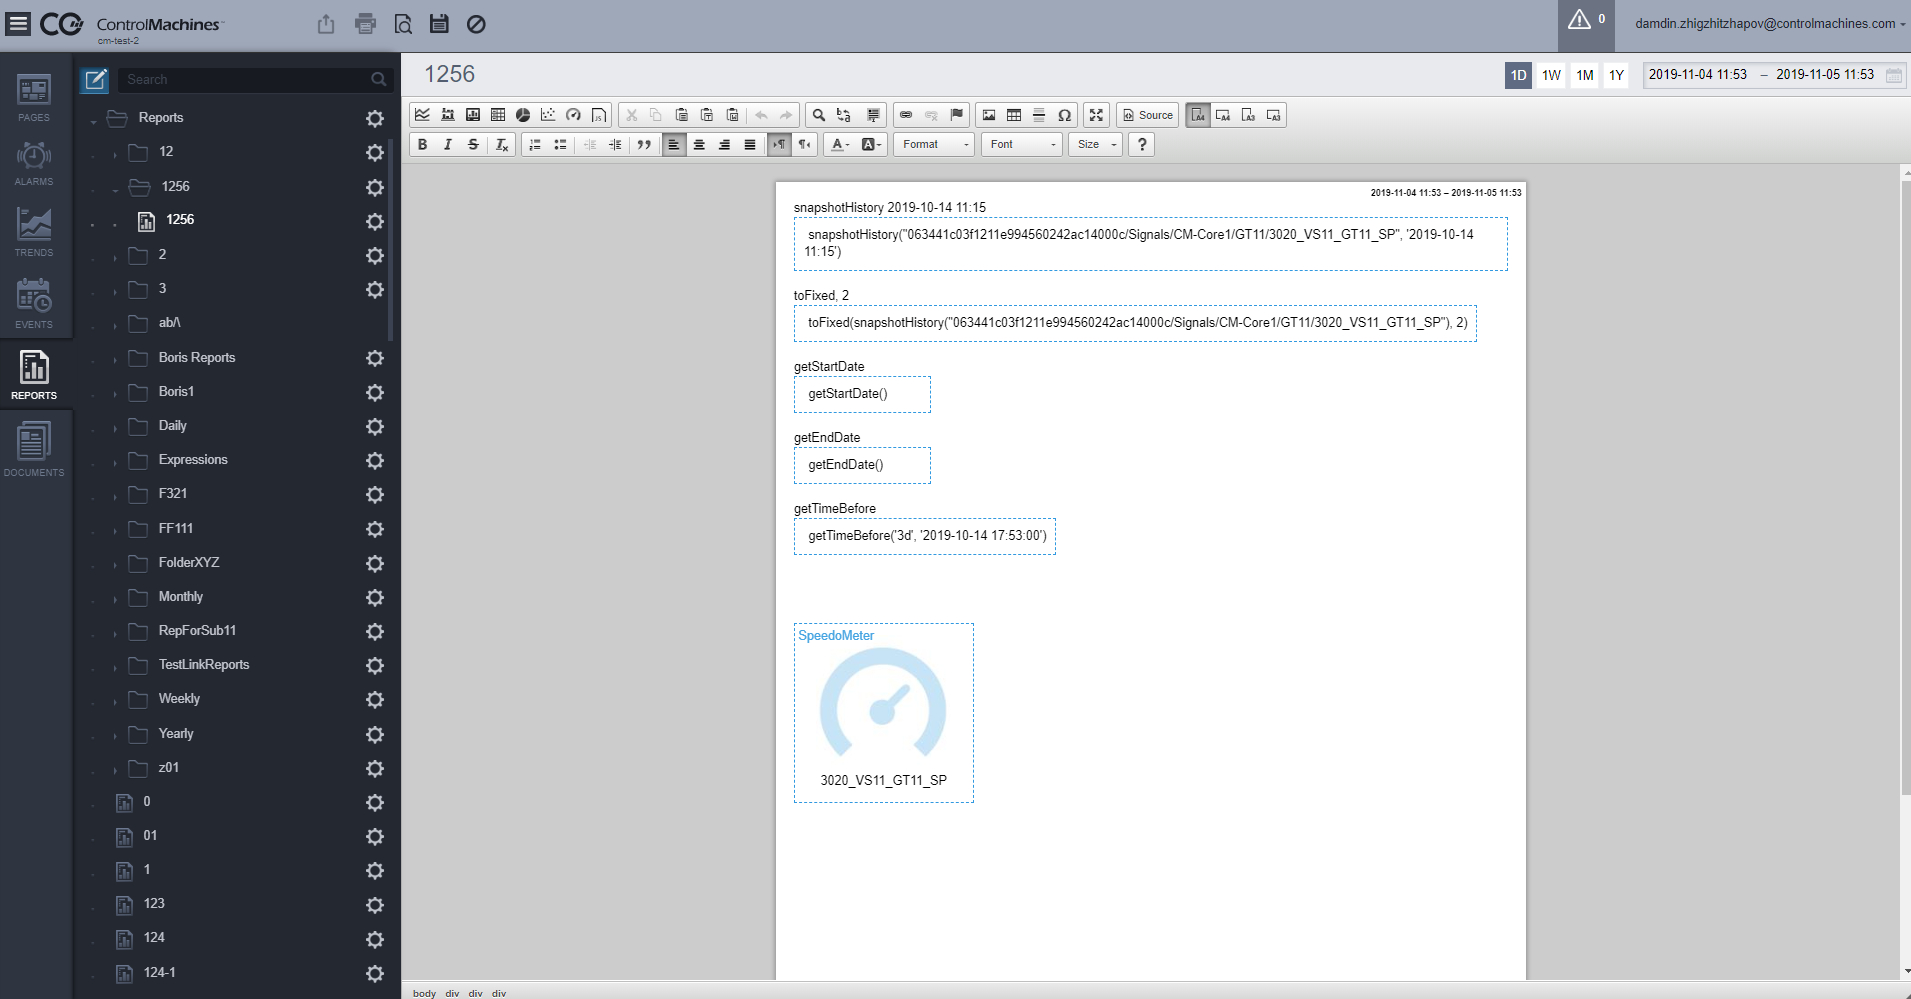 ControlMachines
cm-test-2
0
damdin.zhigzhitzhapov@controlmachines.com
PAGES
ALARMS
TRENDS
EVENTS
REPORTS
DOCUMENTS
Search
Reports
12
1256
1256
2
3
ab/\
Boris Reports
Boris1
Daily
Expressions
F321
FF111
FolderXYZ
Monthly
RepForSub11
TestLinkReports
Weekly
Yearly
z01
0
01
1
123
124
124-1
1256
1D 1W 1M 1Y 2019-11-04 11:53 – 2019-11-05 11:53
Source A4 A4 A3 A3
B I S Tx Format Font Size ?
2019-11-04 11:53 – 2019-11-05 11:53
snapshotHistory 2019-10-14 11:15
snapshotHistory("063441c03f1211e994560242ac14000c/Signals/CM-Core1/GT11/3020_VS11_GT11_SP", '2019-10-14
11:15')
toFixed, 2
toFixed(snapshotHistory("063441c03f1211e994560242ac14000c/Signals/CM-Core1/GT11/3020_VS11_GT11_SP"), 2)
getStartDate
getStartDate()
getEndDate
getEndDate()
getTimeBefore
getTimeBefore('3d', '2019-10-14 17:53:00')
SpeedoMeter
3020_VS11_GT11_SP
body div div div